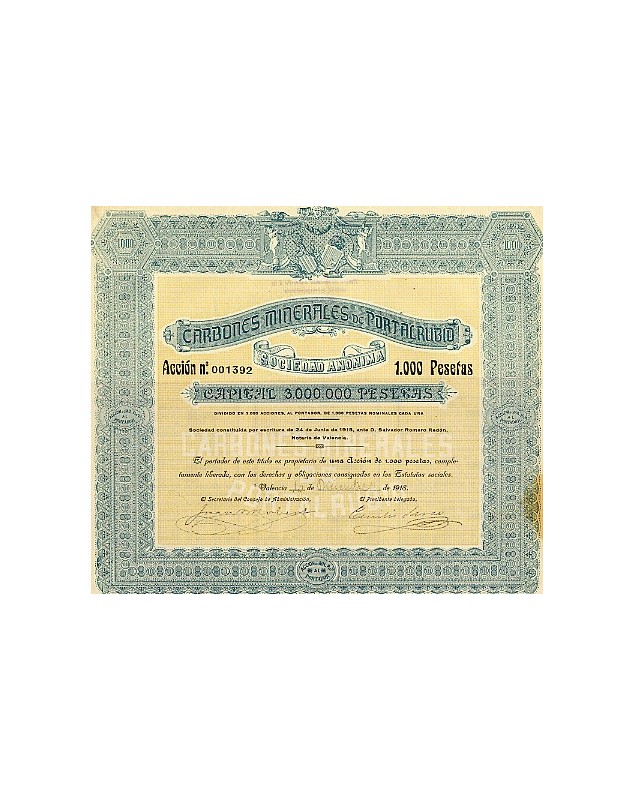 1000
1000
CARBONES MINERALES DE PORTALRUBIO
SOCIEDAD ANONIMA
Acción n.º 001392
1.000 Pesetas
CAPITAL 3.000.000 PESETAS
DIVIDIDO EN 3.000 ACCIONES, AL PORTADOR, DE 1.000 PESETAS NOMINALES CADA UNA
Sociedad constituida por escritura de 24 de Junio de 1918, ante D. Salvador Romero Redón,
Notario de Valencia.
CARBONES MINERALES
El portador de este título es propietario de una Acción de 1.000 pesetas, comple-
tamente liberada, con los derechos y obligaciones consignados en los Estatutos sociales.
Valencia de Diciembre de 1918.
El Secretario del Consejo de Administración,
El Presidente delegado,